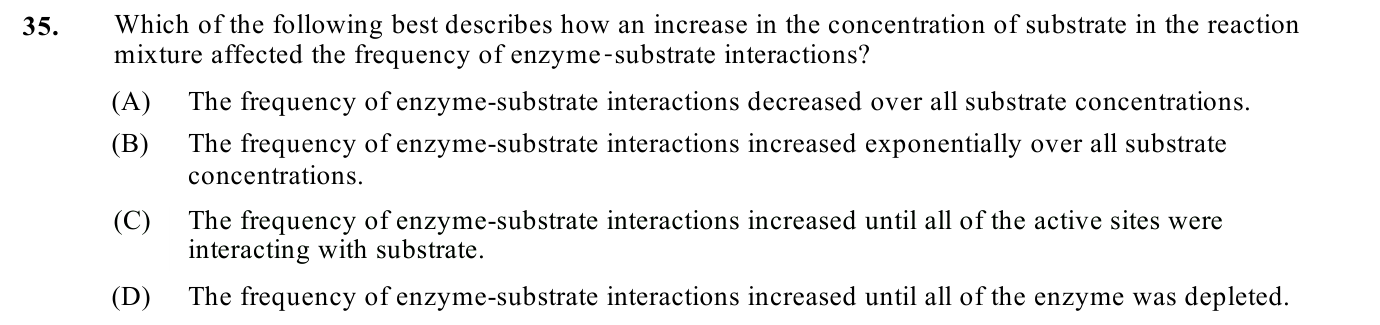 35. Which of the following best describes how an increase in the concentration of substrate in the reaction
mixture affected the frequency of enzyme-substrate interactions?
(A) The frequency of enzyme-substrate interactions decreased over all substrate concentrations.
(B) The frequency of enzyme-substrate interactions increased exponentially over all substrate
concentrations.
(C) The frequency of enzyme-substrate interactions increased until all of the active sites were
interacting with substrate.
(D) The frequency of enzyme-substrate interactions increased until all of the enzyme was depleted.